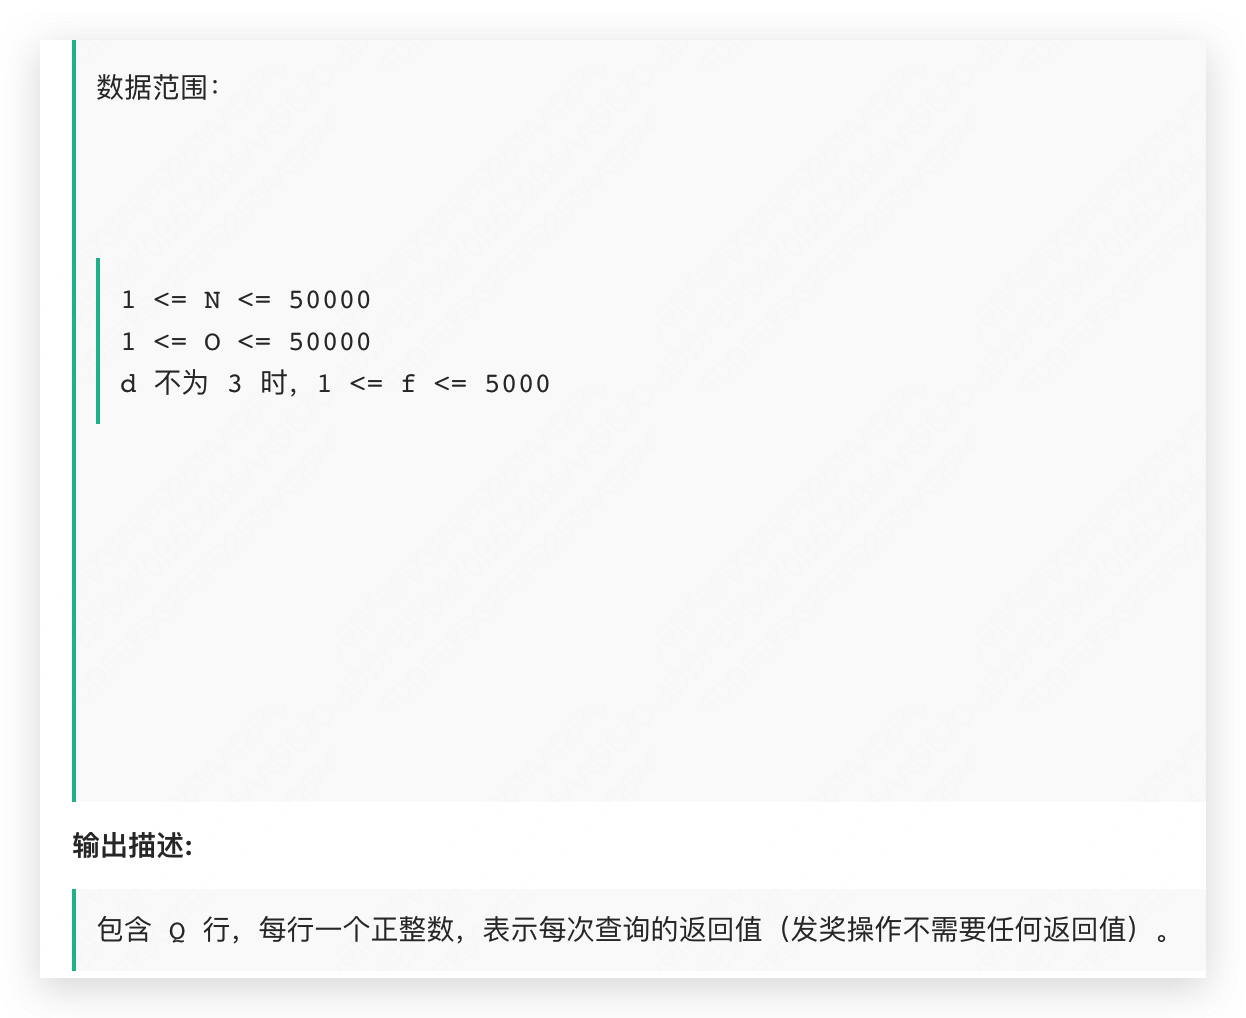 数据范围：
1 <= N <= 50000
1 <= O <= 50000
d 不为 3 时，1 <= f <= 5000
输出描述:
包含 Q 行，每行一个正整数，表示每次查询的返回值（发奖操作不需要任何返回值）。